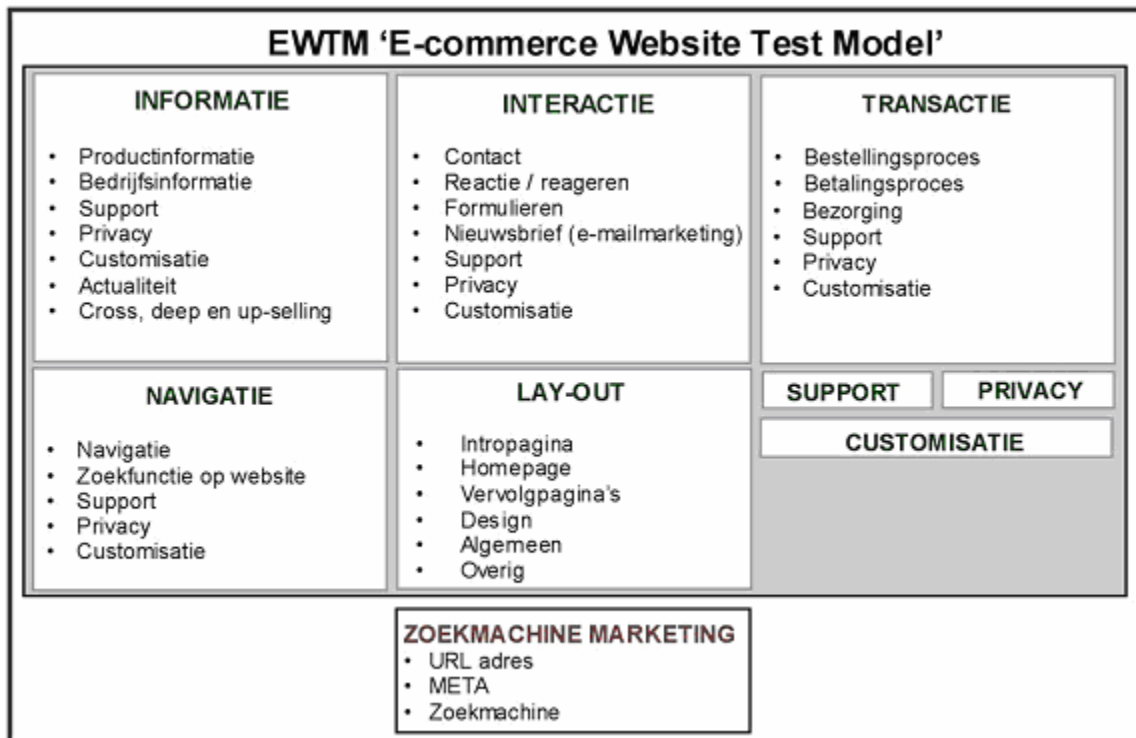 EWTM ‘E-commerce Website Test Model’
INFORMATIE
• Productinformatie
• Bedrijfsinformatie
• Support
• Privacy
• Customisatie
• Actualiteit
• Cross, deep en up-selling
INTERACTIE
• Contact
• Reactie / reageren
• Formulieren
• Nieuwsbrief (e-mailmarketing)
• Support
• Privacy
• Customisatie
TRANSACTIE
• Bestellingsproces
• Betalingsproces
• Bezorging
• Support
• Privacy
• Customisatie
NAVIGATIE
• Navigatie
• Zoekfunctie op website
• Support
• Privacy
• Customisatie
LAY-OUT
• Intropagina
• Homepage
• Vervolgpagina’s
• Design
• Algemeen
• Overig
SUPPORT
PRIVACY
CUSTOMISATIE
ZOEKMACHINE MARKETING
• URL adres
• META
• Zoekmachine